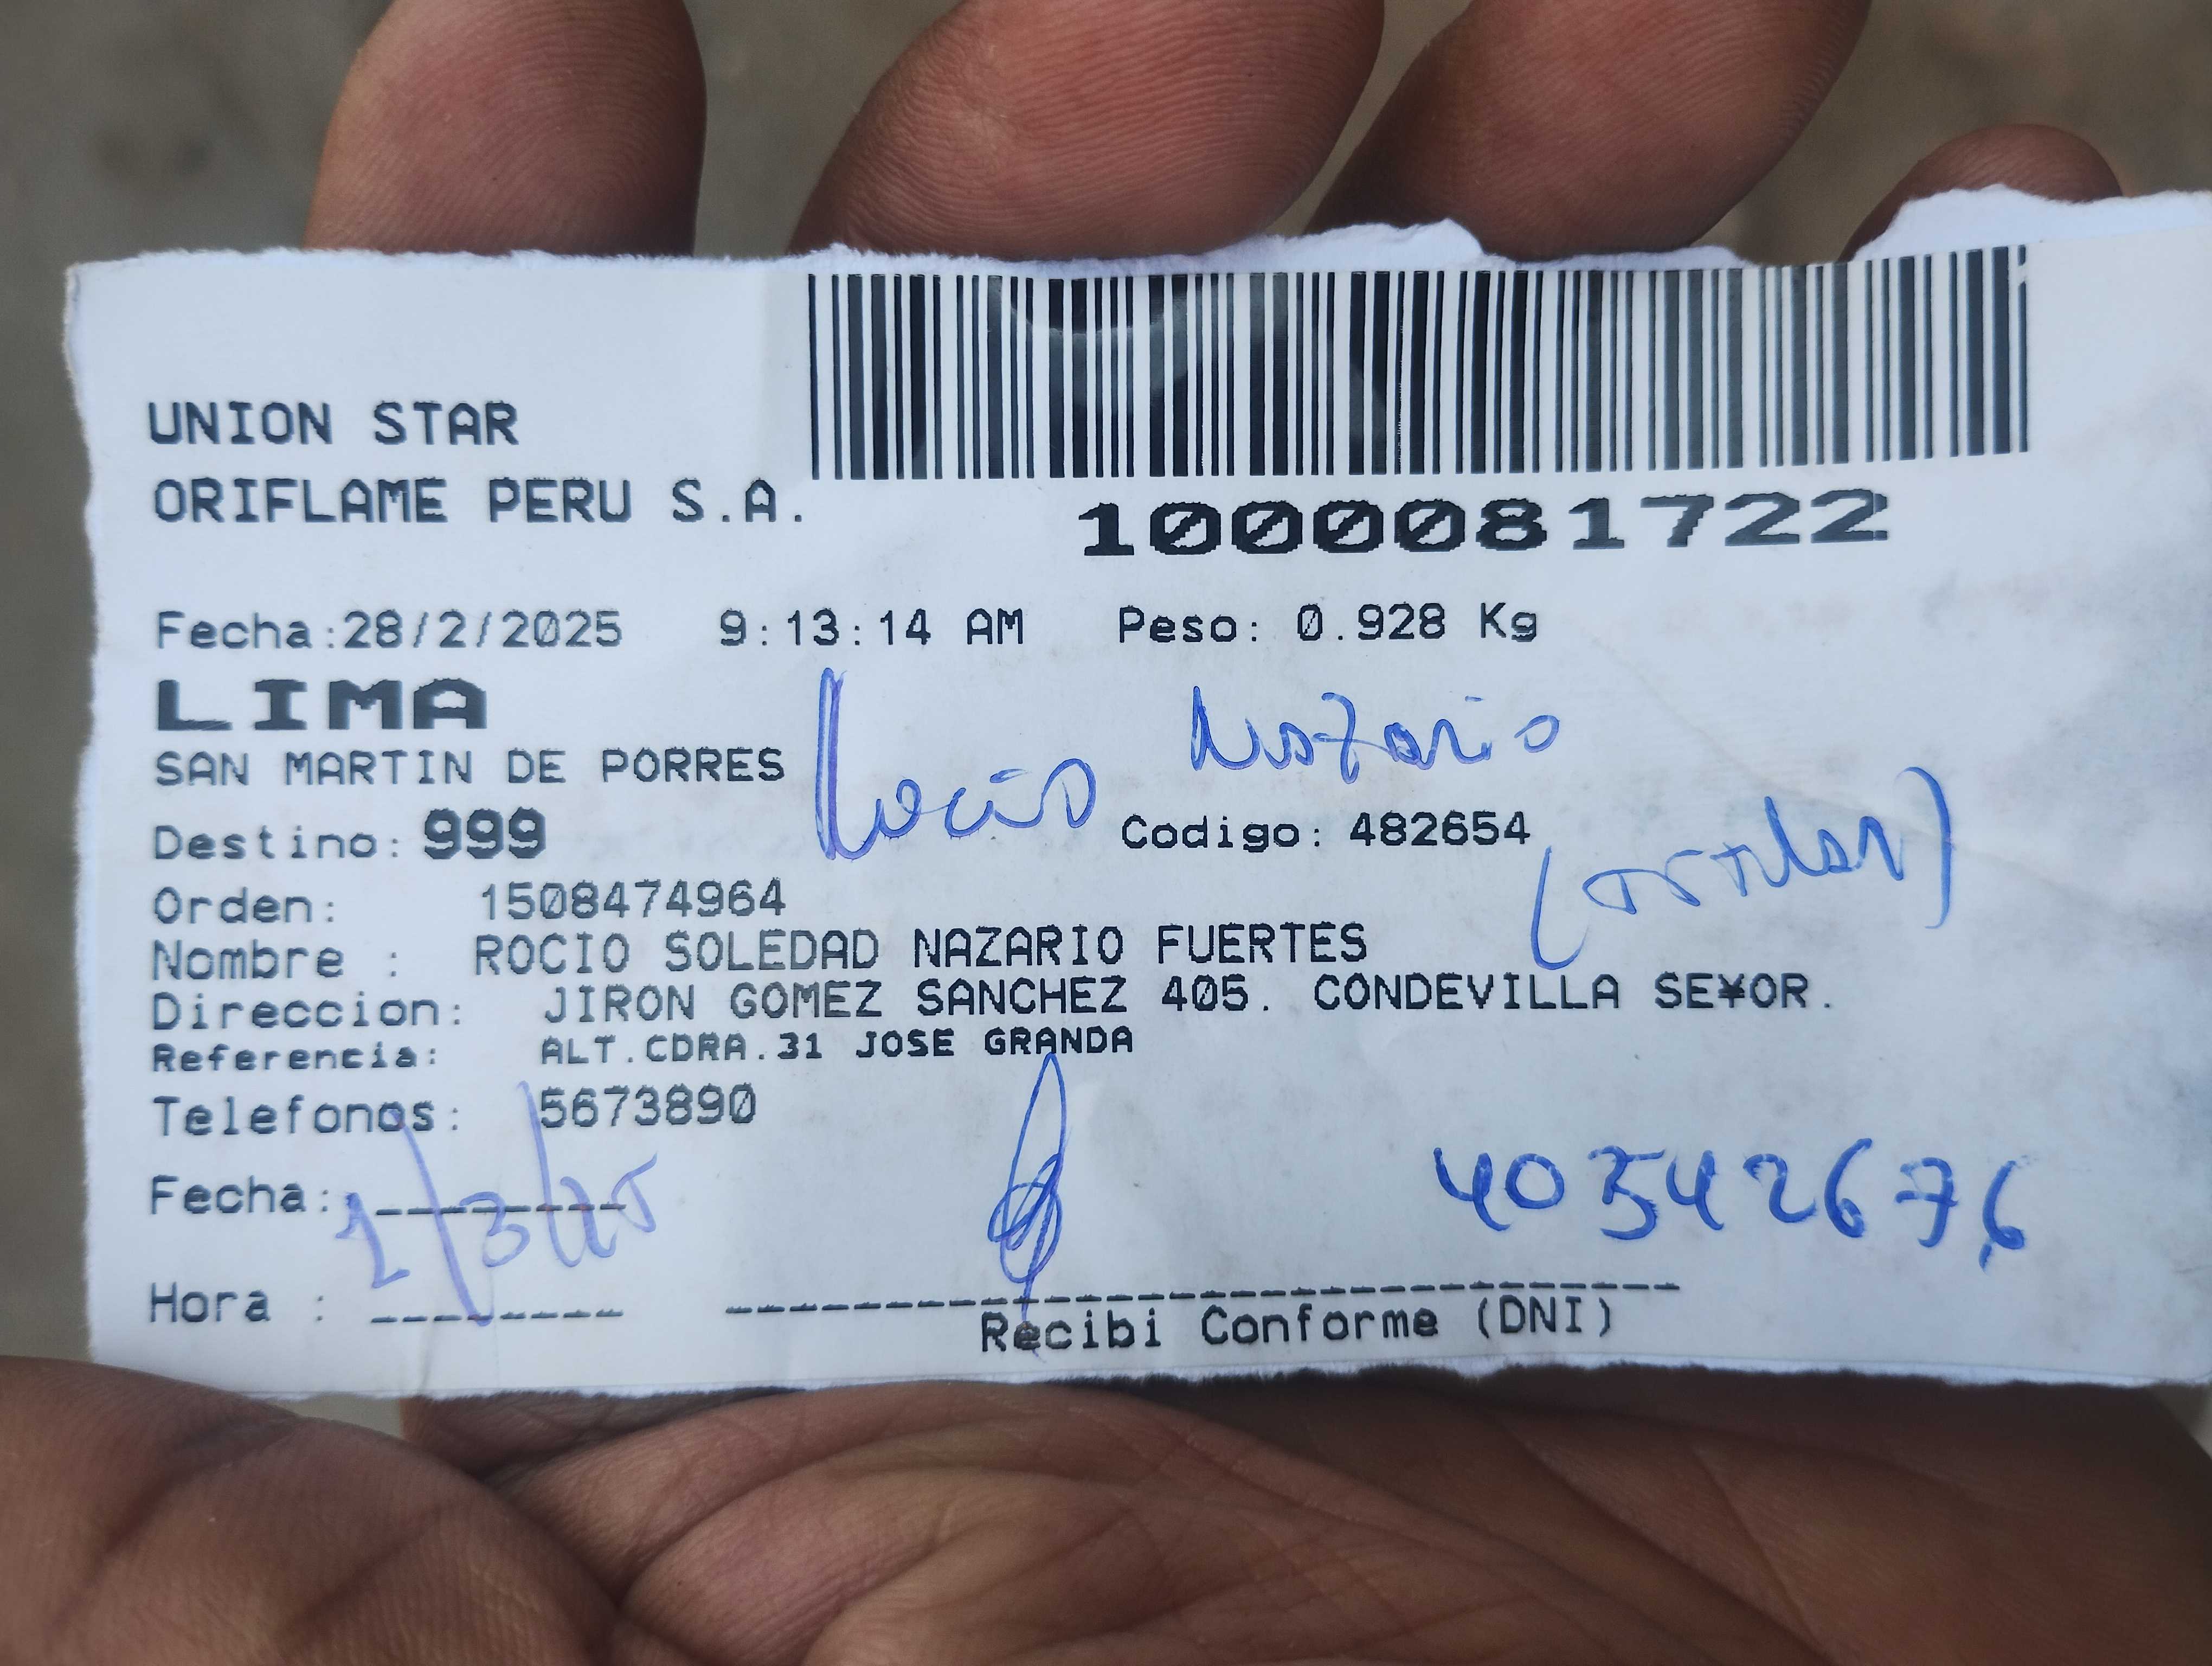 UNION STAR
ORIFLAME PERU S.A.
1000081722
Fecha:28/2/2025 9:13:14 AM Peso: 0.928 Kg
LIMA
Rocio Nazario
SAN MARTIN DE PORRES
Destino: 999 Codigo: 482654
(titular)
Orden: 1508474964
Nombre : ROCIO SOLEDAD NAZARIO FUERTES
Direccion: JIRON GOMEZ SANCHEZ 405. CONDEVILLA SE¥OR.
Referencia: ALT.CDRA.31 JOSE GRANDA
Telefonos: 5673890
Fecha: 1/3/25 40542676
Hora :
Recibi Conforme (DNI)